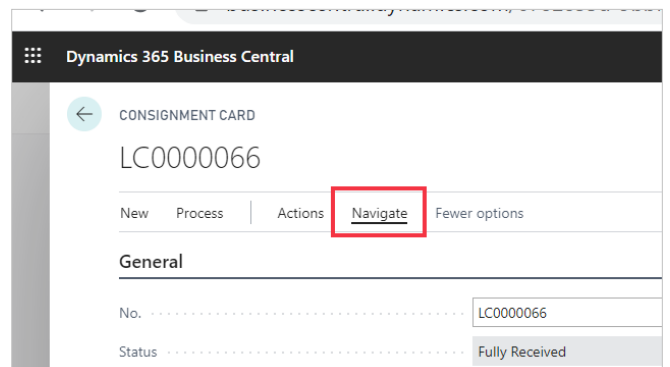 Dynamics 365 Business Central
CONSIGNMENT CARD
LC0000066
New Process Actions Navigate Fewer options
General
No. LC0000066
Status Fully Received